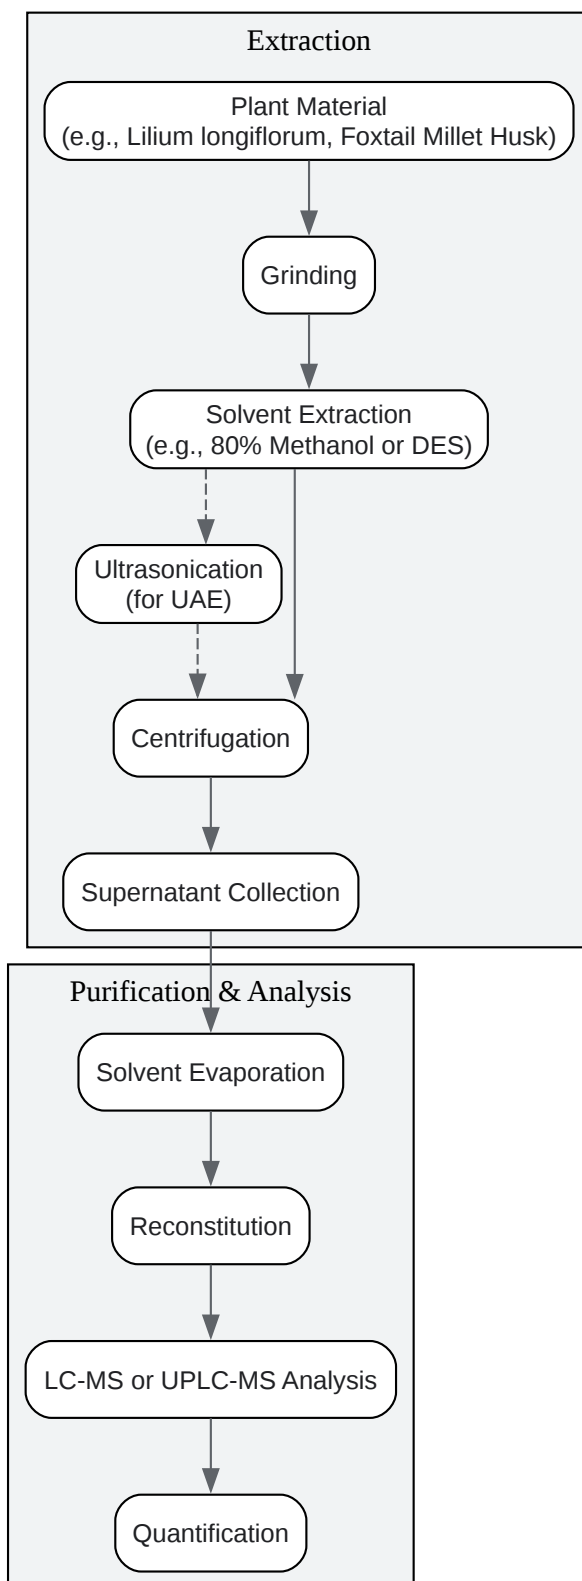 Extraction
Plant Material
(e.g., Lilium longiflorum, Foxtail Millet Husk)
Grinding
Solvent Extraction
(e.g., 80% Methanol or DES)
Ultrasonication
(for UAE)
Centrifugation
Supernatant Collection
Purification & Analysis
Solvent Evaporation
Reconstitution
LC-MS or UPLC-MS Analysis
Quantification